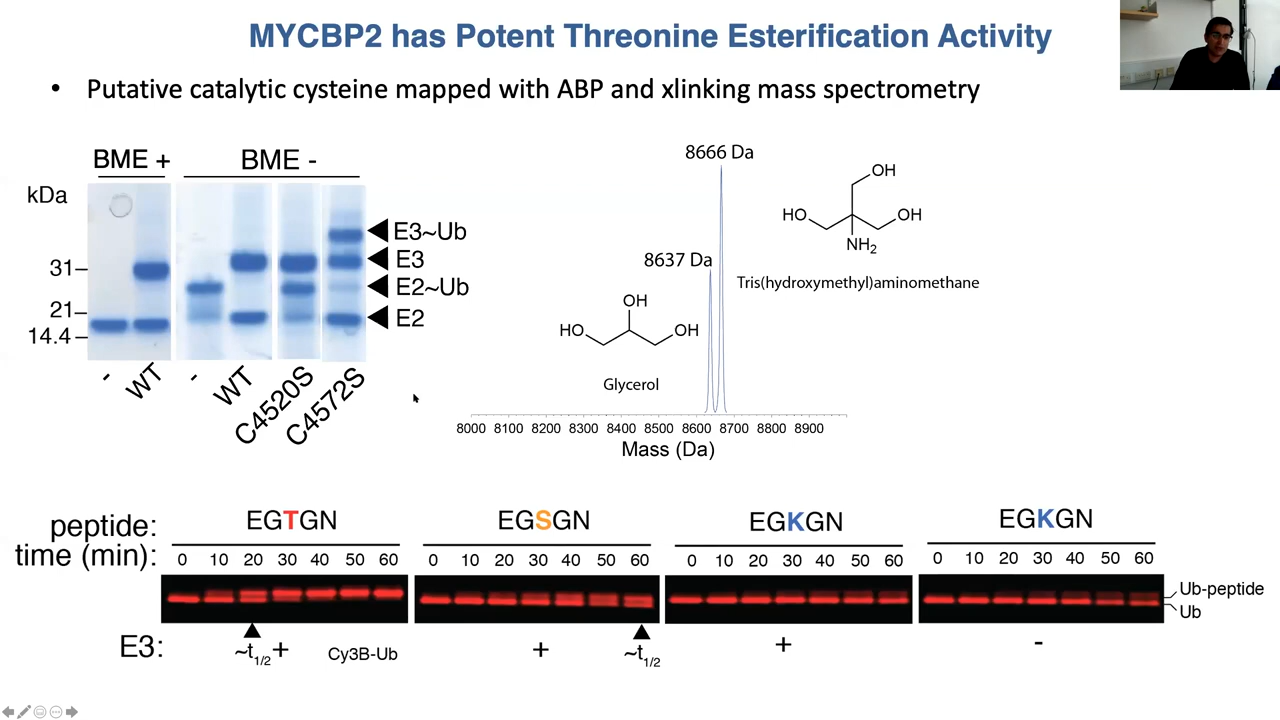 MYCBP2 has Potent Threonine Esterification Activity
• Putative catalytic cysteine mapped with ABP and xlinking mass spectrometry
BME + BME -
kDa
31
21
14.4
E3~Ub
E3
E2~Ub
E2
- WT - WT C4520S C4572S
8666 Da
8637 Da
OH
HO OH
NH2
Tris(hydroxymethyl)aminomethane
OH
HO OH
Glycerol
8000 8100 8200 8300 8400 8500 8600 8700 8800 8900
Mass (Da)
peptide: EGTGN EGSGN EGKGN EGKGN
time (min): 0 10 20 30 40 50 60 0 10 20 30 40 50 60 0 10 20 30 40 50 60 0 10 20 30 40 50 60
Ub-peptide
Ub
E3: ~t1/2 + Cy3B-Ub + ~t1/2 + -